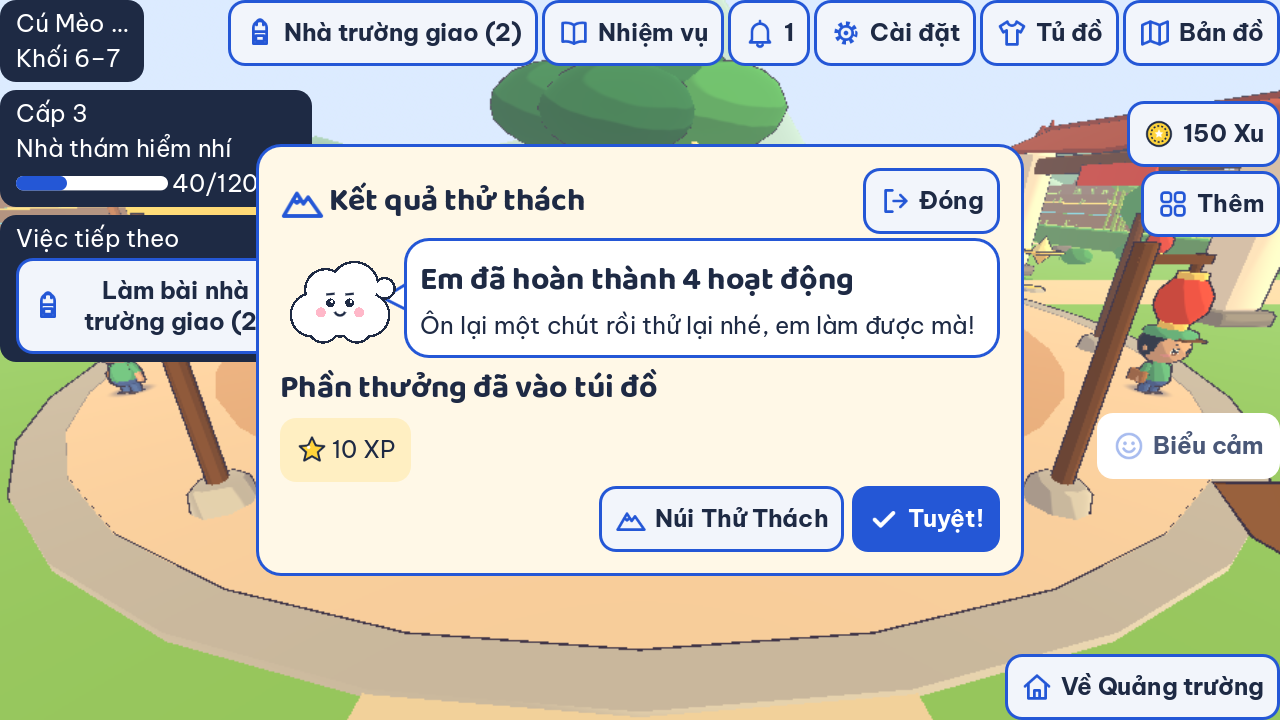 Cú Mèo ...
Khối 6–7
Nhà trường giao (2)
Nhiệm vụ
1
Cài đặt
Tủ đồ
Bản đồ
Cấp 3
Nhà thám hiểm nhí
40/120
150 Xu
Thêm
Việc tiếp theo
Làm bài nhà
trường giao (2
Kết quả thử thách
Đóng
Em đã hoàn thành 4 hoạt động
Ôn lại một chút rồi thử lại nhé, em làm được mà!
Phần thưởng đã vào túi đồ
10 XP
Núi Thử Thách
Tuyệt!
Biểu cảm
Về Quảng trường